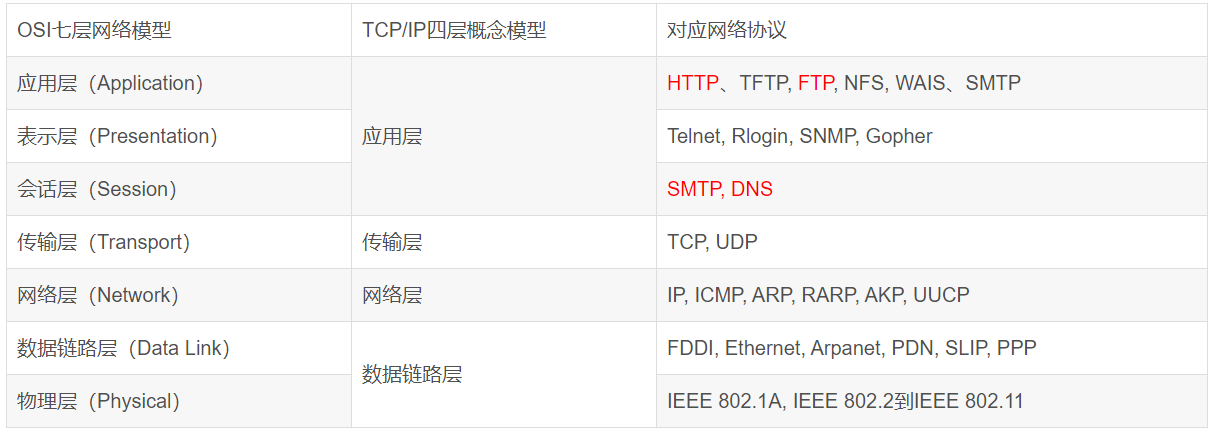 OSI七层网络模型 TCP/IP四层概念模型 对应网络协议
应用层（Application） HTTP、TFTP, FTP, NFS, WAIS、SMTP
表示层（Presentation） 应用层 Telnet, Rlogin, SNMP, Gopher
会话层（Session） SMTP, DNS
传输层（Transport） 传输层 TCP, UDP
网络层（Network） 网络层 IP, ICMP, ARP, RARP, AKP, UUCP
数据链路层（Data Link） FDDI, Ethernet, Arpanet, PDN, SLIP, PPP
数据链路层
物理层（Physical） IEEE 802.1A, IEEE 802.2到IEEE 802.11